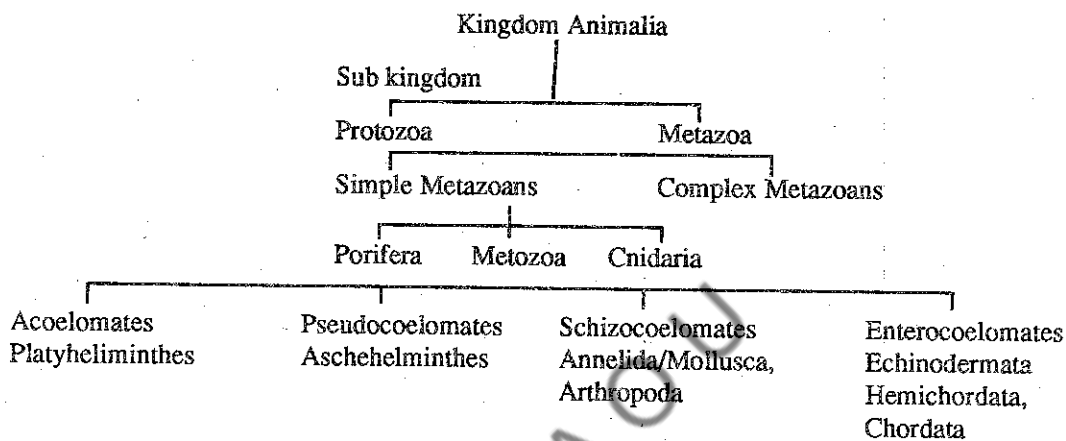 Kingdom Animalia
Sub kingdom
Protozoa Metazoa
Simple Metazoans Complex Metazoans
Porifera Metozoa Cnidaria
Acoelomates Pseudocoelomates Schizocoelomates Enterocoelomates
Platyheliminthes Aschehelminthes Annelida/Mollusca, Echinodermata
Arthropoda Hemichordata,
Chordata